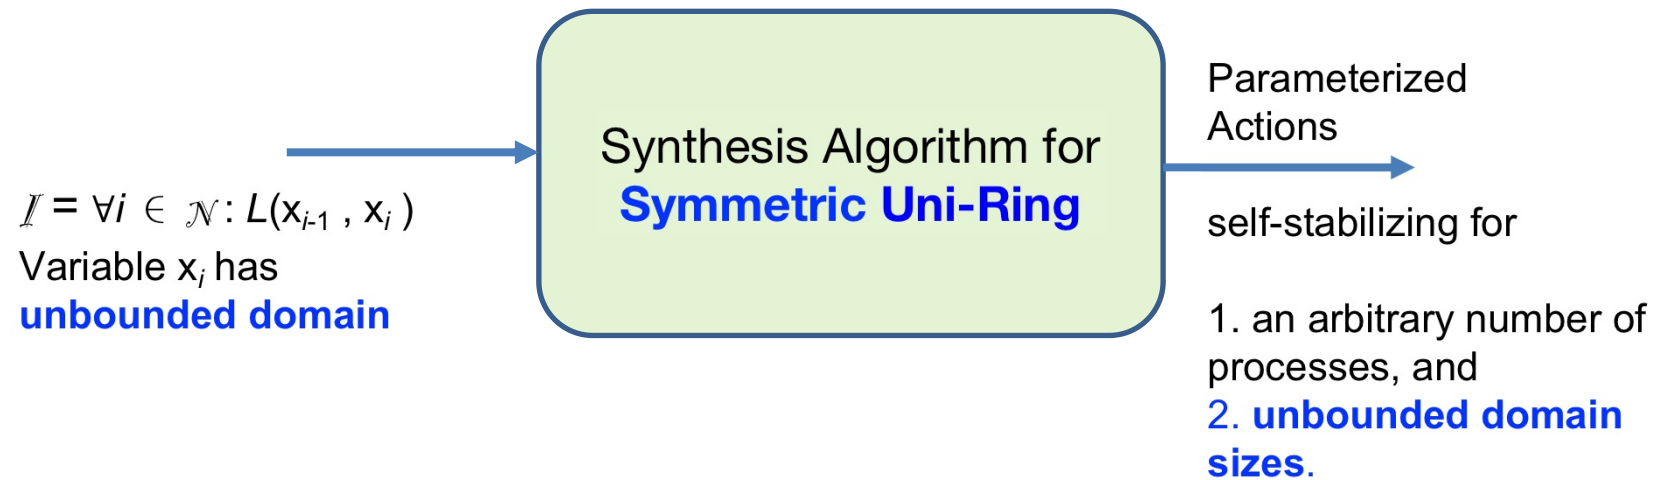 ℐ = ∀i ∈ 𝒩 : L(xᵢ₋₁ , xᵢ )
Variable xᵢ has
unbounded domain
Synthesis Algorithm for
Symmetric Uni-Ring
Parameterized
Actions
self-stabilizing for
1. an arbitrary number of
processes, and
2. unbounded domain
sizes.